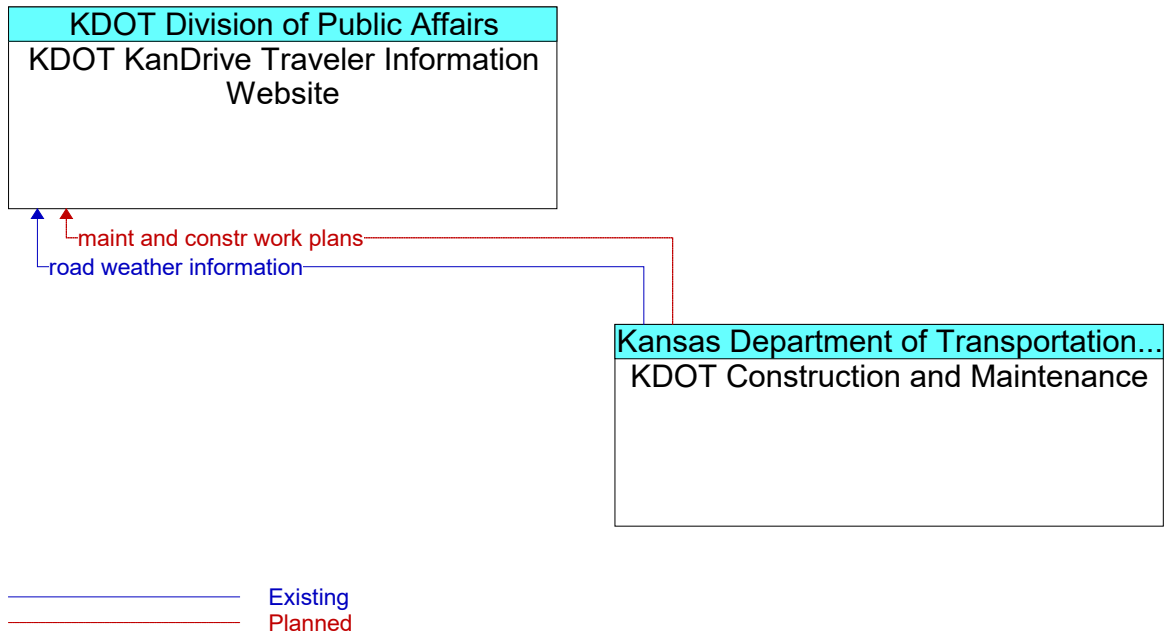 KDOT Division of Public Affairs
KDOT KanDrive Traveler Information
Website
maint and constr work plans
road weather information
Kansas Department of Transportation...
KDOT Construction and Maintenance
Existing
Planned